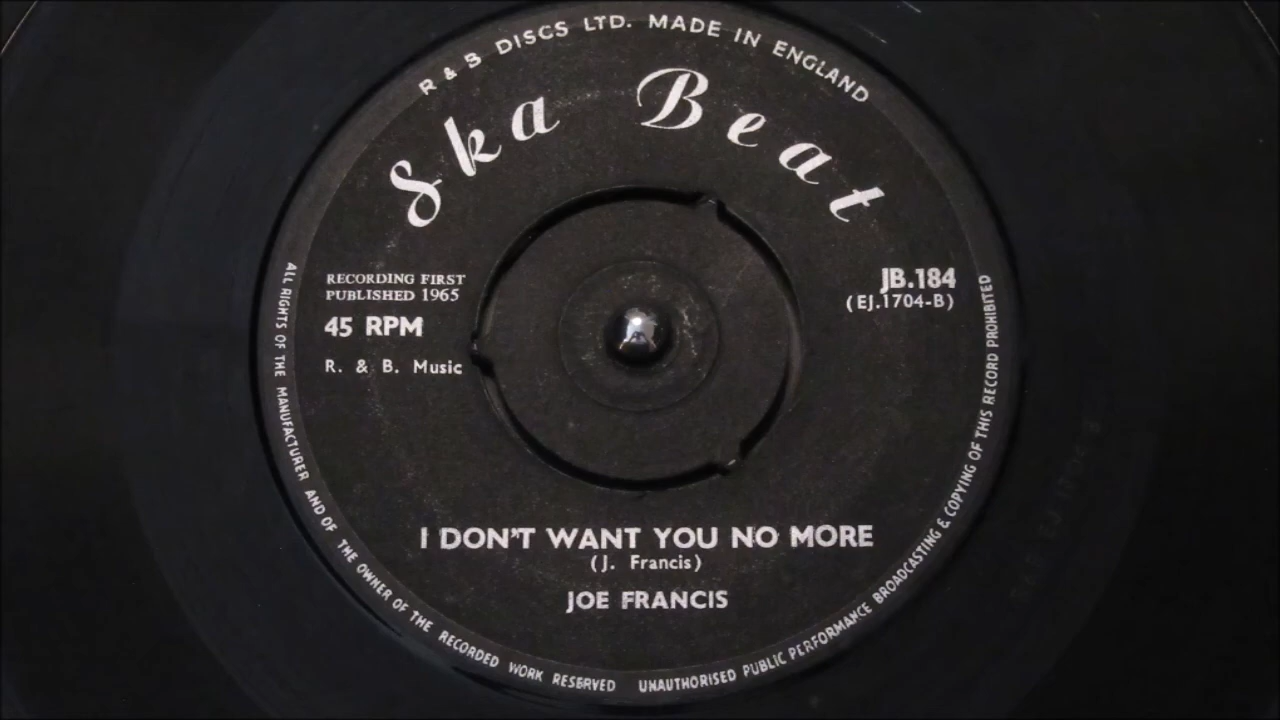 R & B DISCS LTD. MADE IN ENGLAND
Ska Beat
RECORDING FIRST
PUBLISHED 1965
45 RPM
R. & B. Music
JB.184
(EJ.1704-B)
I DON'T WANT YOU NO MORE
(J. Francis)
JOE FRANCIS
ALL RIGHTS OF THE MANUFACTURER AND OF THE OWNER OF THE RECORDED WORK RESERVED
UNAUTHORISED PUBLIC PERFORMANCE BROADCASTING & COPYING OF THIS RECORD PROHIBITED